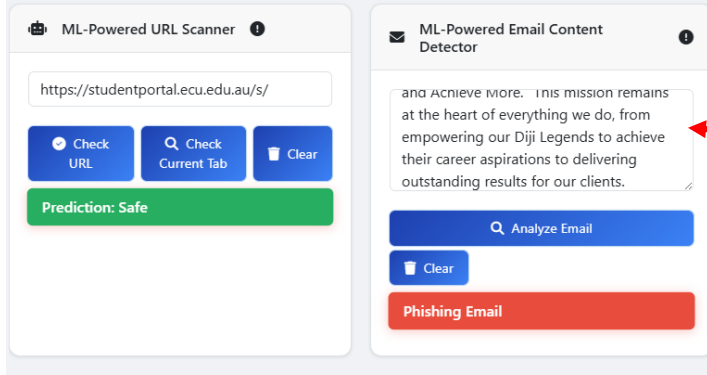 ML-Powered URL Scanner
https://studentportal.ecu.edu.au/s/
Check
URL
Check
Current Tab
Clear
Prediction: Safe
ML-Powered Email Content
Detector
and Achieve More." This mission remains
at the heart of everything we do, from
empowering our Diji Legends to achieve
their career aspirations to delivering
outstanding results for our clients.
Analyze Email
Clear
Phishing Email